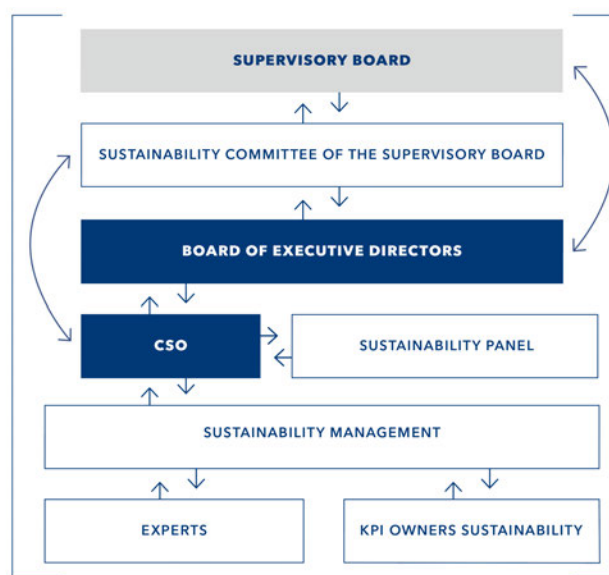 SUPERVISORY BOARD
SUSTAINABILITY COMMITTEE OF THE SUPERVISORY BOARD
BOARD OF EXECUTIVE DIRECTORS
CSO
SUSTAINABILITY PANEL
SUSTAINABILITY MANAGEMENT
EXPERTS
KPI OWNERS SUSTAINABILITY